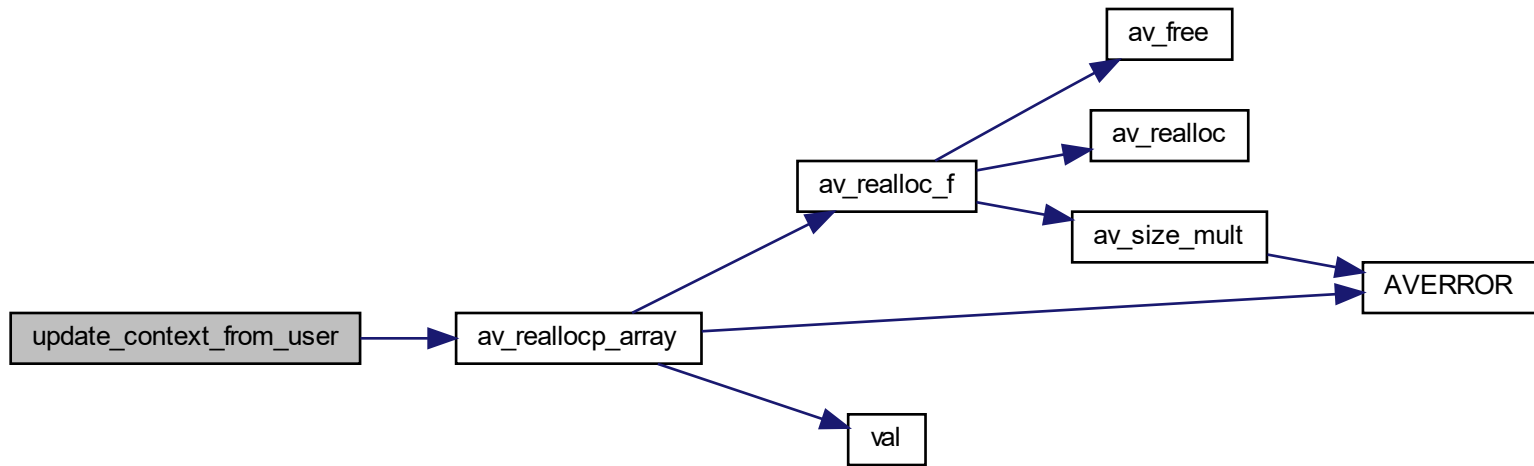 av_free
av_realloc
av_realloc_f
av_size_mult
AVERROR
update_context_from_user
av_reallocp_array
val